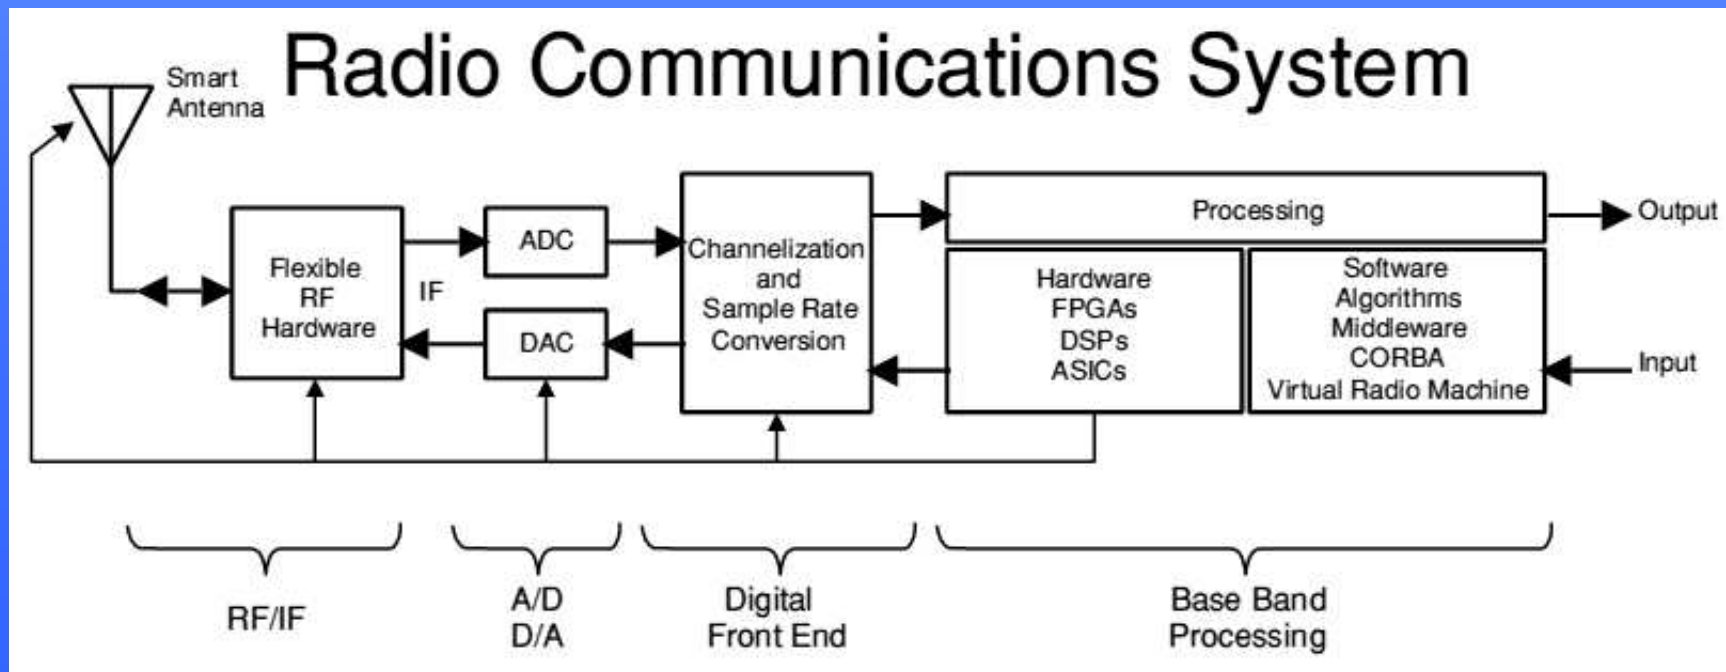 Radio Communications System
Smart
Antenna
Flexible
RF
Hardware
IF
ADC
DAC
Channelization
and
Sample Rate
Conversion
Processing
Hardware
FPGAs
DSPs
ASICs
Software
Algorithms
Middleware
CORBA
Virtual Radio Machine
Output
Input
RF/IF
A/D
D/A
Digital
Front End
Base Band
Processing